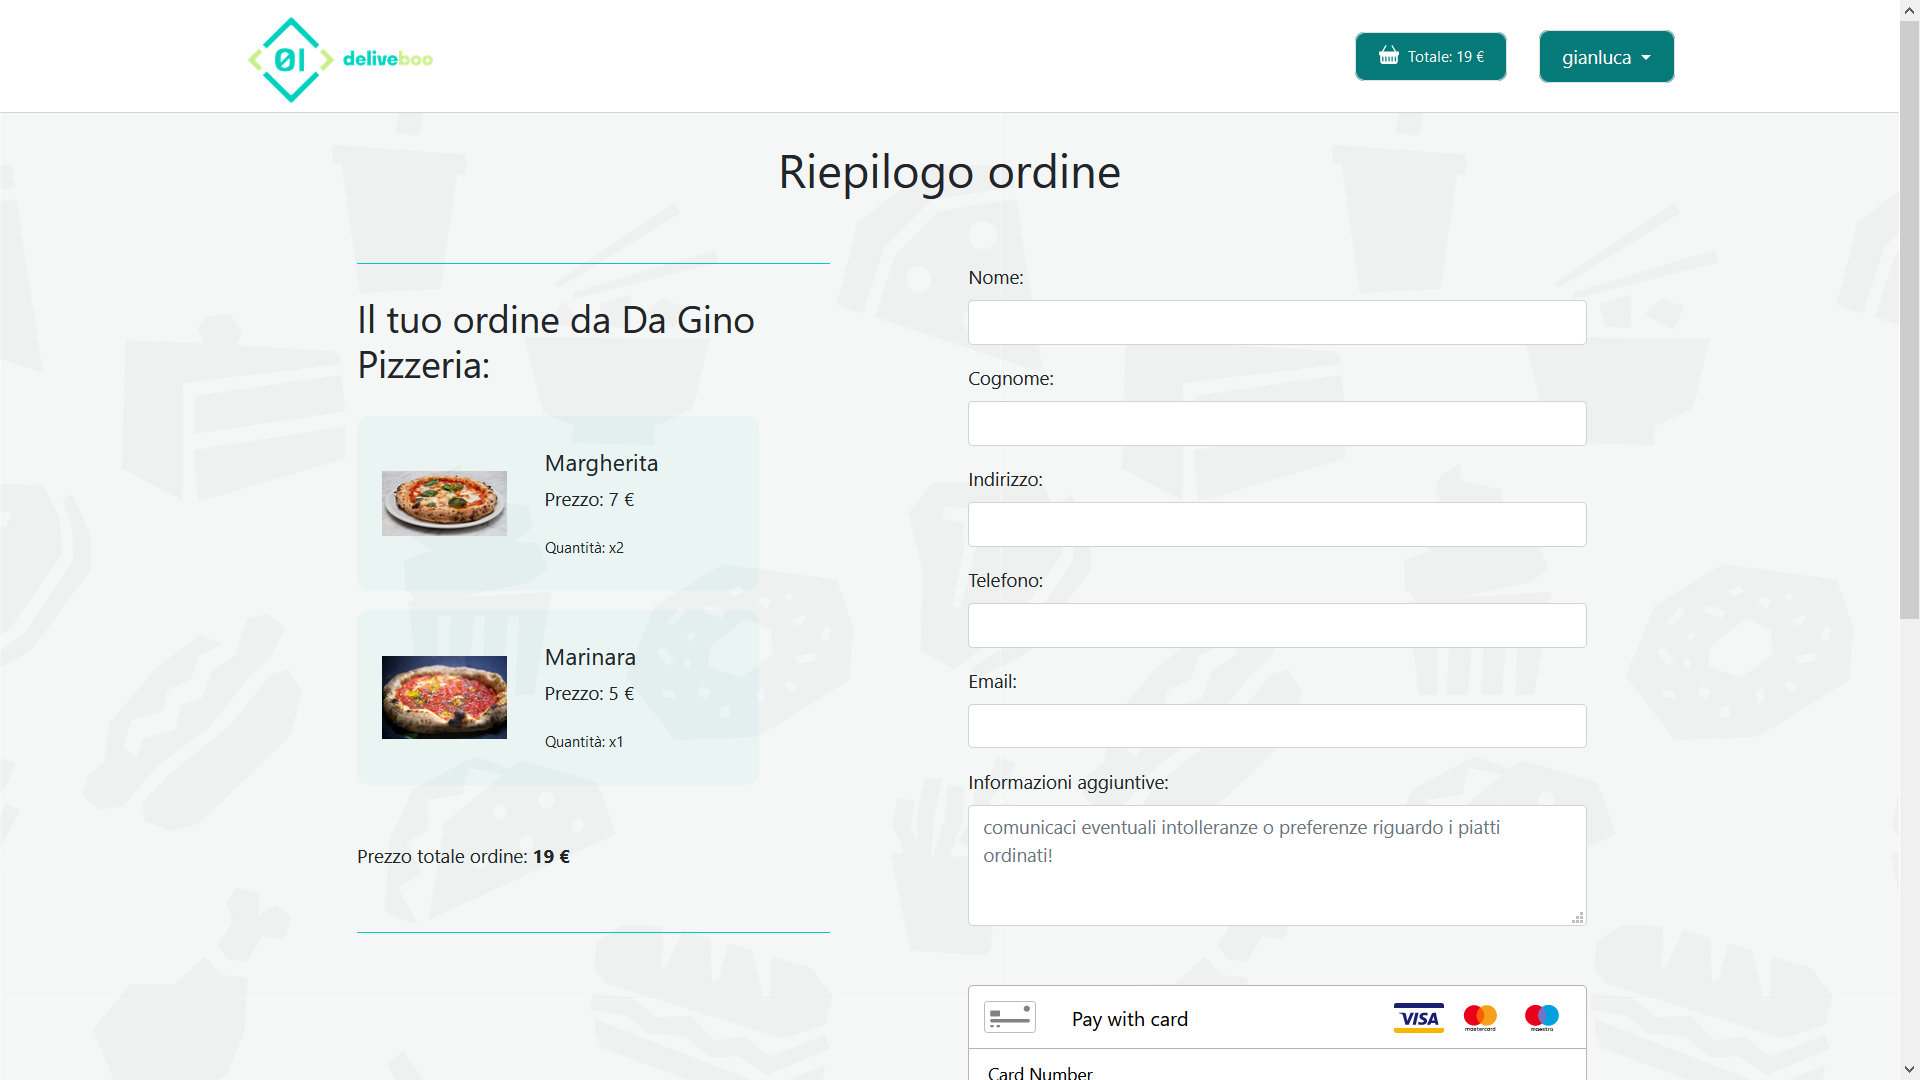 01 deliveboo
Totale: 19 €
gianluca
Riepilogo ordine
Il tuo ordine da Da Gino
Pizzeria:
Margherita
Prezzo: 7 €
Quantità: x2
Marinara
Prezzo: 5 €
Quantità: x1
Prezzo totale ordine: 19 €
Nome:
Cognome:
Indirizzo:
Telefono:
Email:
Informazioni aggiuntive:
comunicaci eventuali intolleranze o preferenze riguardo i piatti
ordinati!
Pay with card
VISA
mastercard
maestro
Card Number